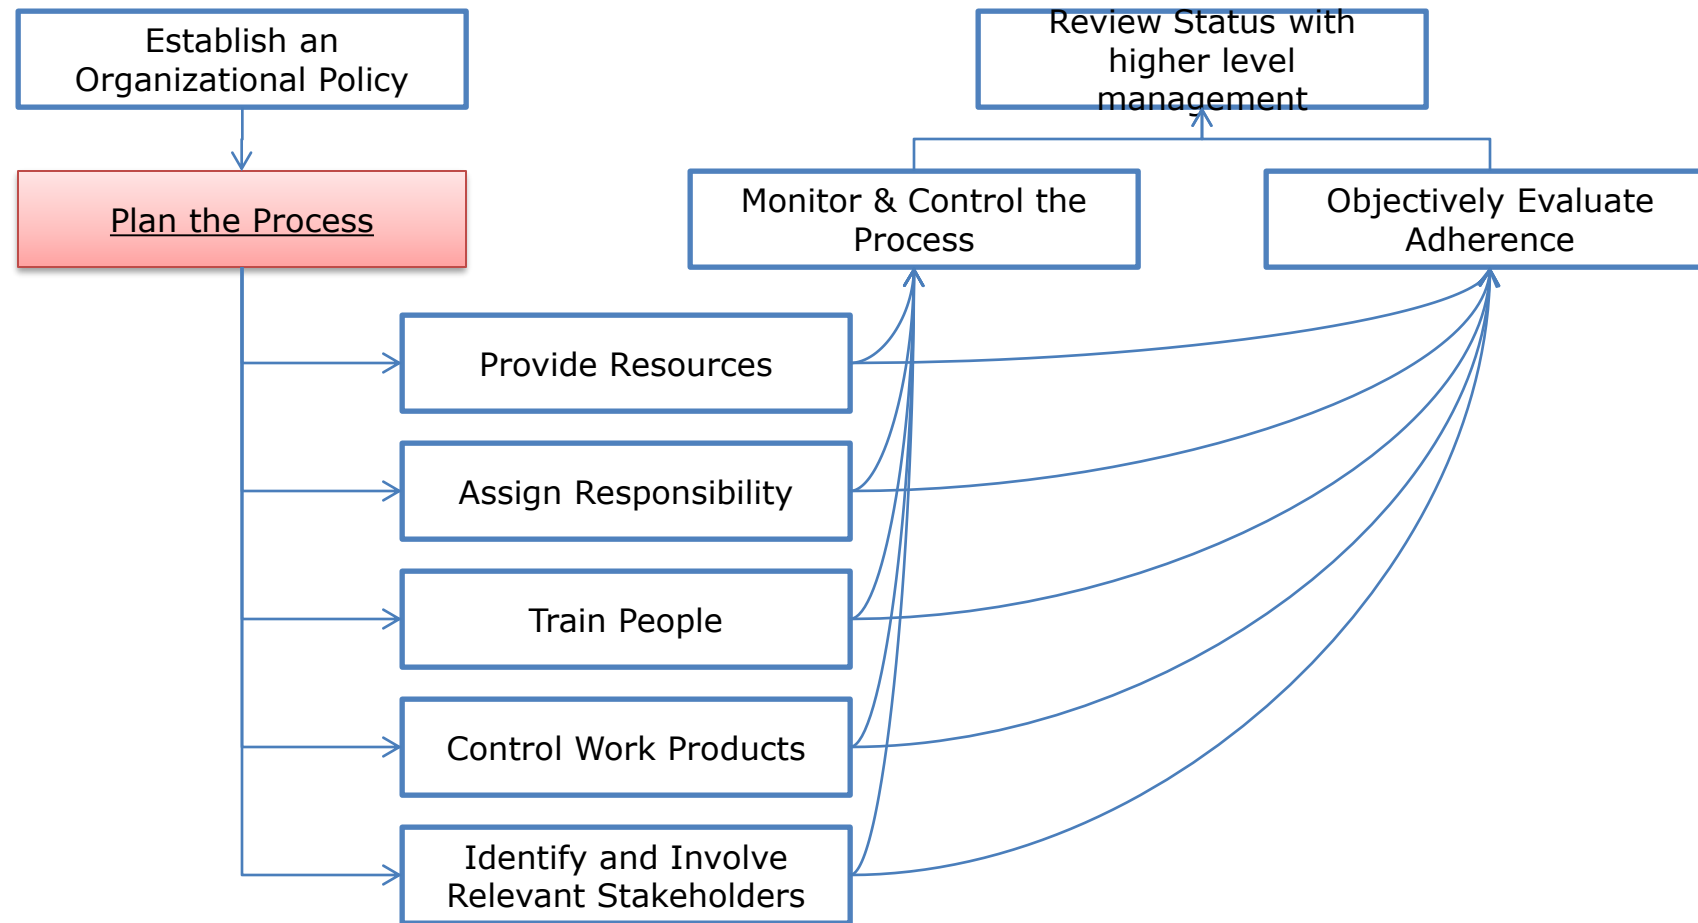 Establish an
Organizational Policy
Review Status with
higher level
management
Plan the Process
Monitor & Control the
Process
Objectively Evaluate
Adherence
Provide Resources
Assign Responsibility
Train People
Control Work Products
Identify and Involve
Relevant Stakeholders